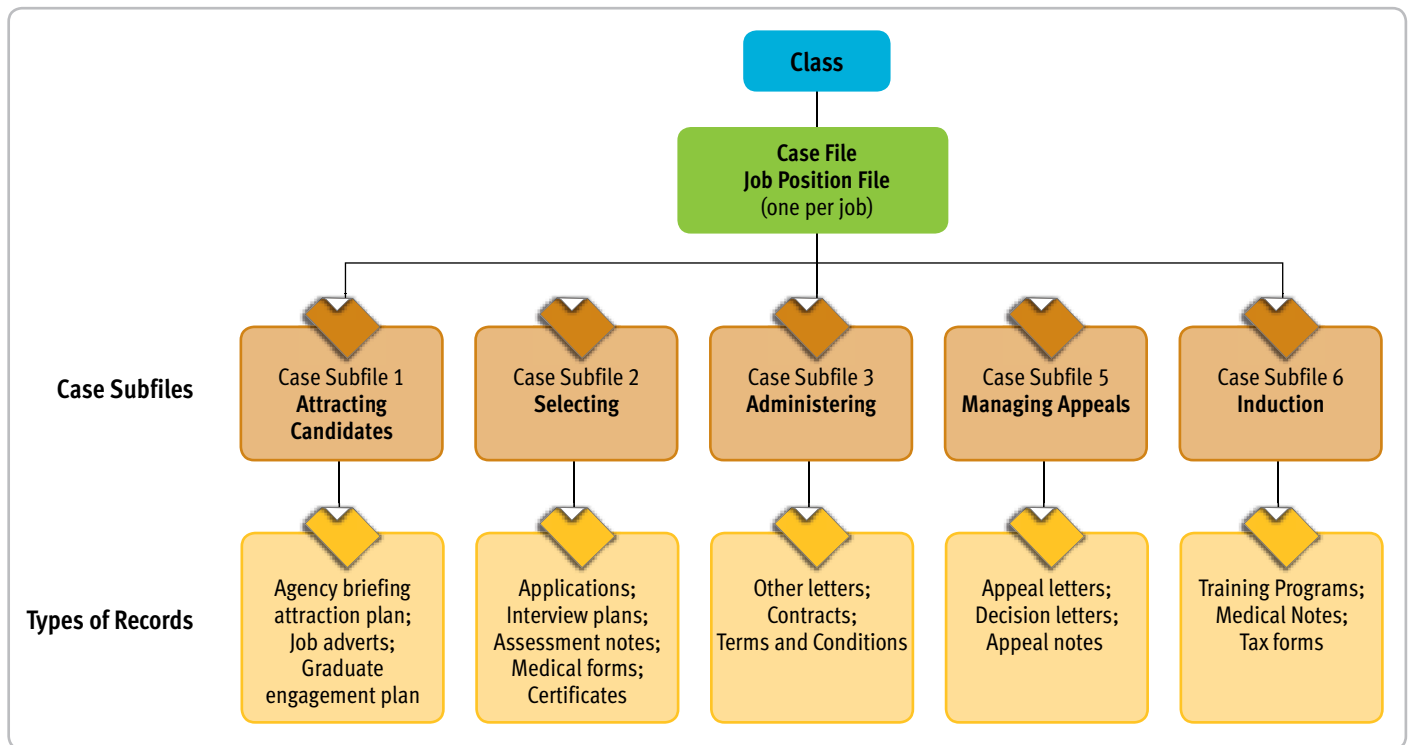 Class
Case File
Job Position File
(one per job)
Case Subfiles
Case Subfile 1
Attracting
Candidates
Case Subfile 2
Selecting
Case Subfile 3
Administering
Case Subfile 5
Managing Appeals
Case Subfile 6
Induction
Types of Records
Agency briefing
attraction plan;
Job adverts;
Graduate
engagement plan
Applications;
Interview plans;
Assessment notes;
Medical forms;
Certificates
Other letters;
Contracts;
Terms and Conditions
Appeal letters;
Decision letters;
Appeal notes
Training Programs;
Medical Notes;
Tax forms